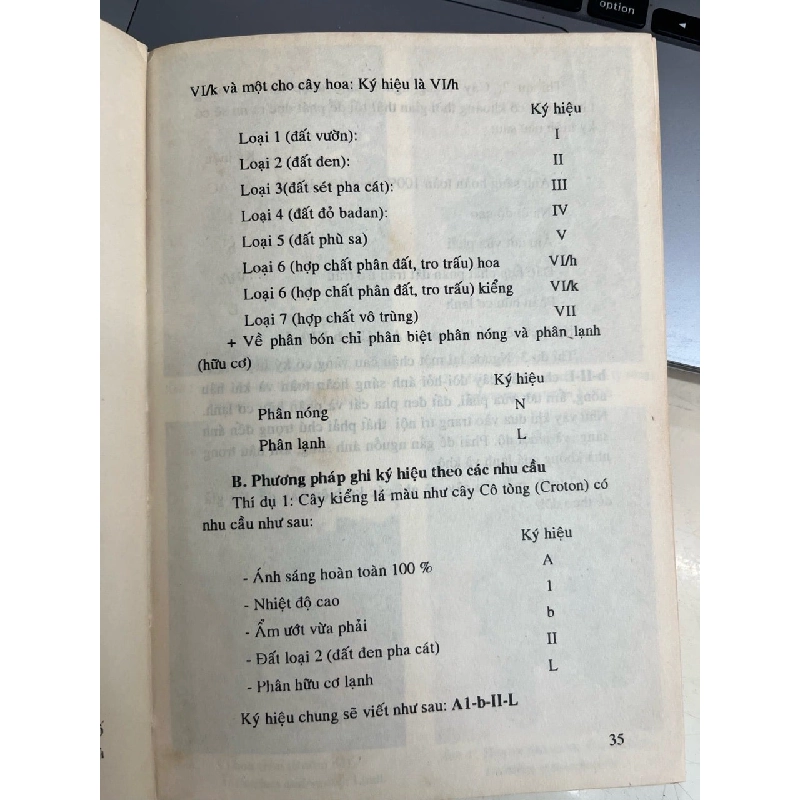 option
VI/k và một cho cây hoa: Ký hiệu là VI/h
Ký hiệu
Loại 1 (đất vườn): I
Loại 2 (đất đen): II
Loại 3(đất sét pha cát): III
Loại 4 (đất đỏ badan): IV
Loại 5 (đất phù sa) V
Loại 6 (hợp chất phân đất, tro trấu) hoa VI/h
Loại 6 (hợp chất phân đất, tro trấu) kiểng VI/k
Loại 7 (hợp chất vô trùng) VII
+ Về phân bón chỉ phân biệt phân nóng và phân lạnh
(hữu cơ)
Ký hiệu
Phân nóng N
Phân lạnh L
B. Phương pháp ghi ký hiệu theo các nhu cầu
Thí dụ 1: Cây kiểng lá màu như cây Cô tòng (Croton) có
nhu cầu như sau:
Ký hiệu
- Ánh sáng hoàn toàn 100 % A
- Nhiệt độ cao 1
- Ẩm ướt vừa phải b
- Đất loại 2 (đất đen pha cát) II
- Phân hữu cơ lạnh L
Ký hiệu chung sẽ viết như sau: A1-b-II-L
35